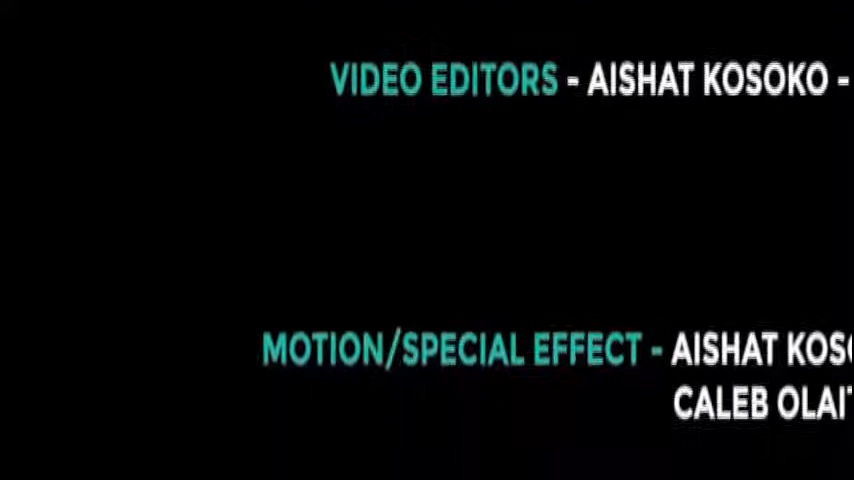 VIDEO EDITORS - AISHAT KOSOKO -
MOTION/SPECIAL EFFECT - AISHAT
CALEB